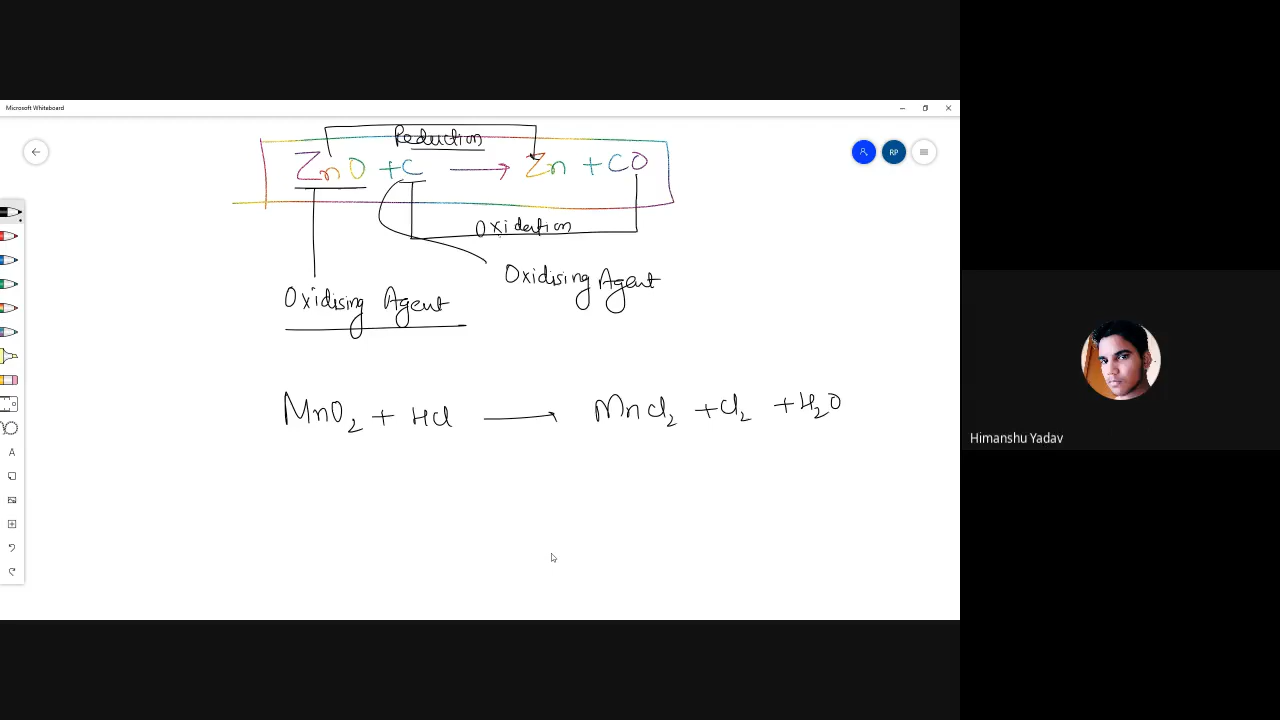 Microsoft Whiteboard
Reduction
ZnO + C → Zn + CO
RP
Oxidation
Oxidising Agent
Oxidising Agent
MnO₂ + HCl → MnCl₂ + Cl₂ + H₂O
Himanshu Yadav
A